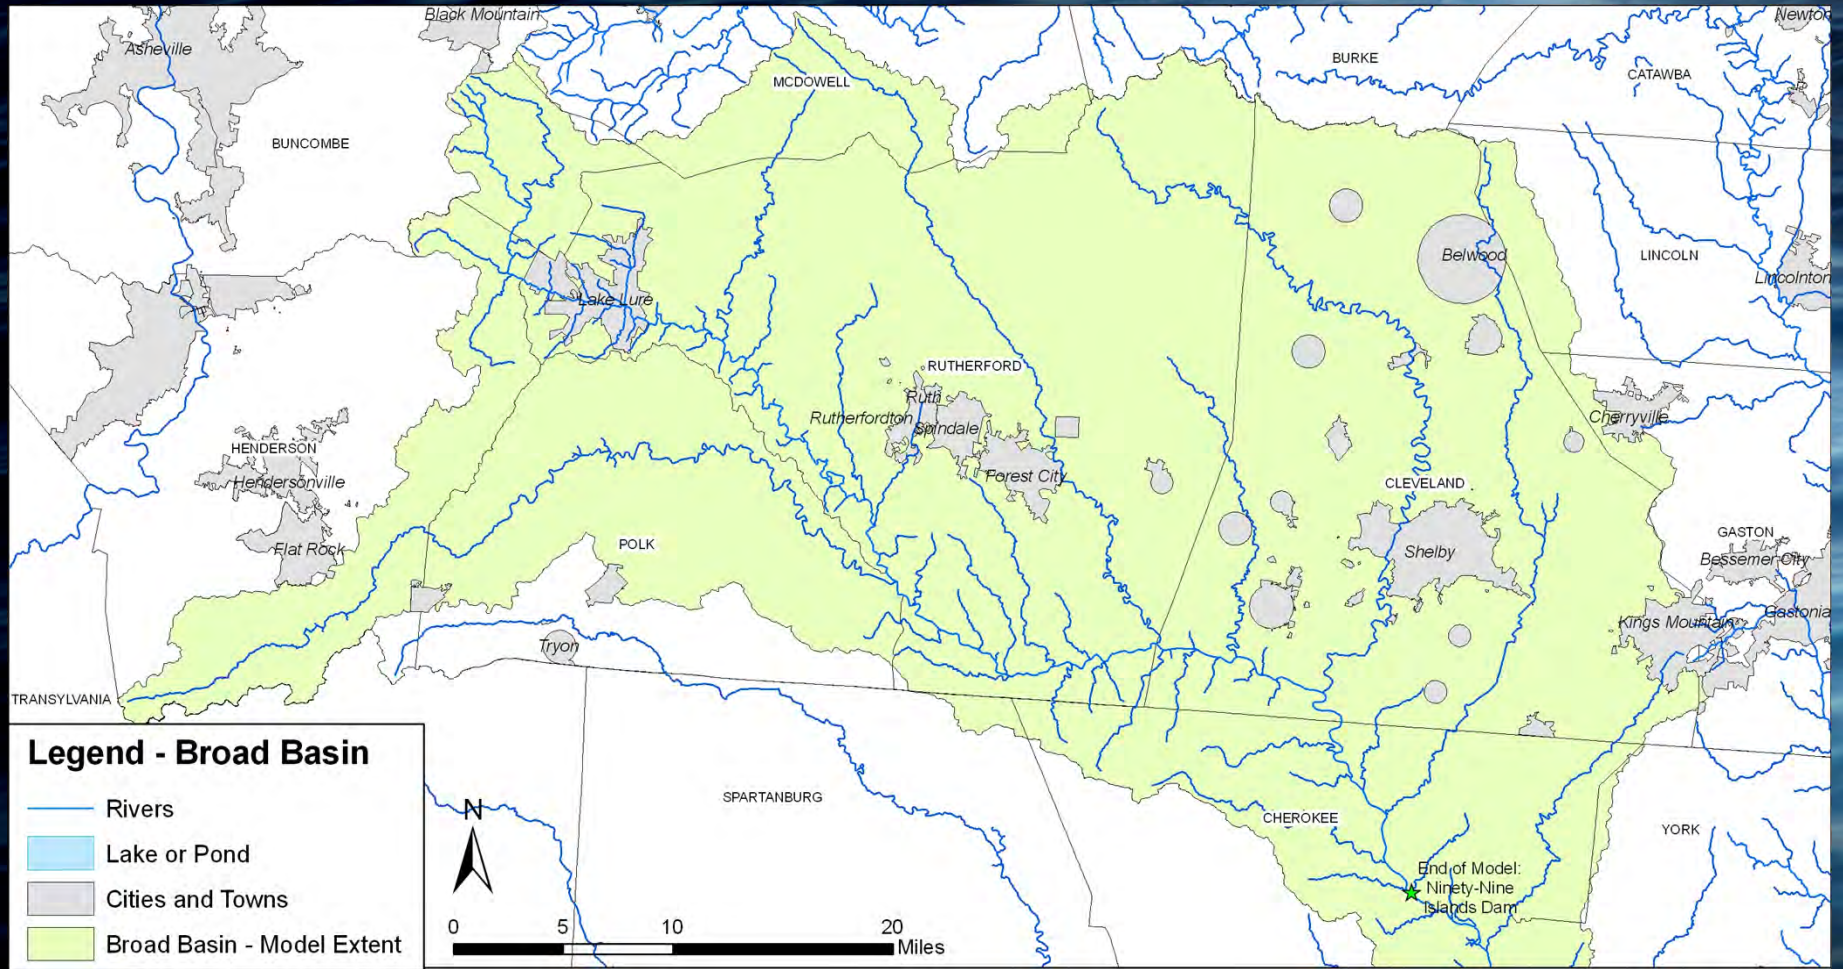 Black Mountain
Newton
Asheville
BURKE
CATAWBA
MCDOWELL
BUNCOMBE
Belwood
LINCOLN
Lincolnton
Lake Lure
RUTHERFORD
Ruth
Rutherfordton
Spindale
Cherryville
HENDERSON
Hendersonville
Forest City
CLEVELAND
GASTON
Flat Rock
POLK
Shelby
Bessemer City
Gastonia
Kings Mountain
Tryon
TRANSYLVANIA
SPARTANBURG
CHEROKEE
YORK
End of Model:
Ninety-Nine
Islands Dam
Legend - Broad Basin
Rivers
Lake or Pond
Cities and Towns
Broad Basin - Model Extent
N
0 5 10 20
Miles